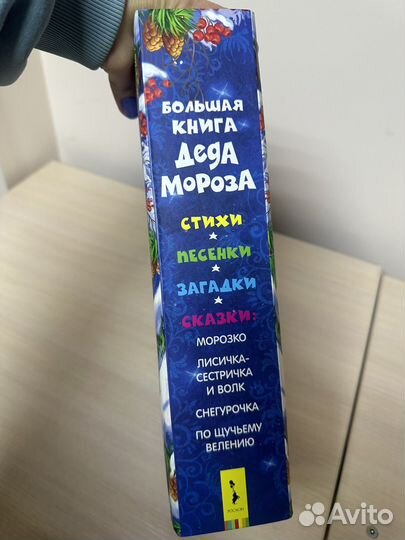 БОЛЬШАЯ
КНИГА
ДЕДА
МОРОЗА
СТИХИ
ПЕСЕНКИ
ЗАГАДКИ
СКАЗКИ:
МОРОЗКО
ЛИСИЧКА-
СЕСТРИЧКА
И ВОЛК
СНЕГУРОЧКА
ПО ЩУЧЬЕМУ
ВЕЛЕНИЮ
РОСМЭН
Avito